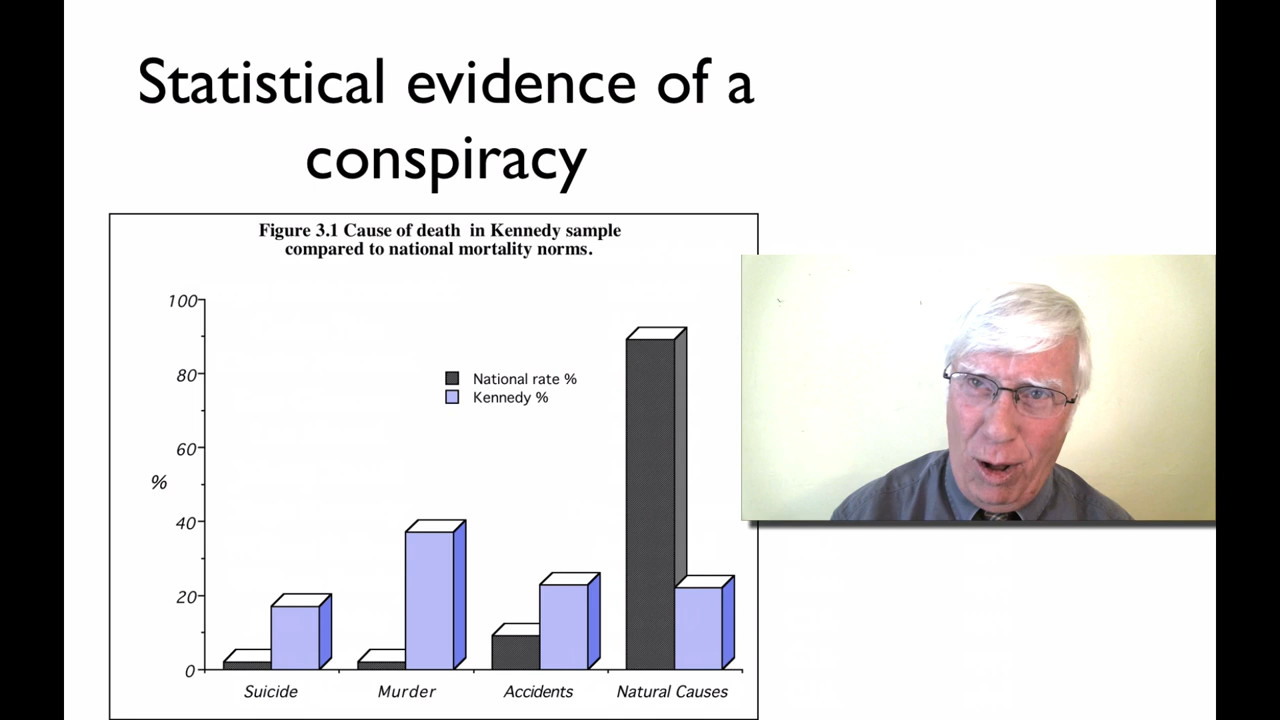 Statistical evidence of a
conspiracy
Figure 3.1 Cause of death in Kennedy sample
compared to national mortality norms.
100
80
60
%
40
20
0
National rate %
Kennedy %
Suicide Murder Accidents Natural Causes